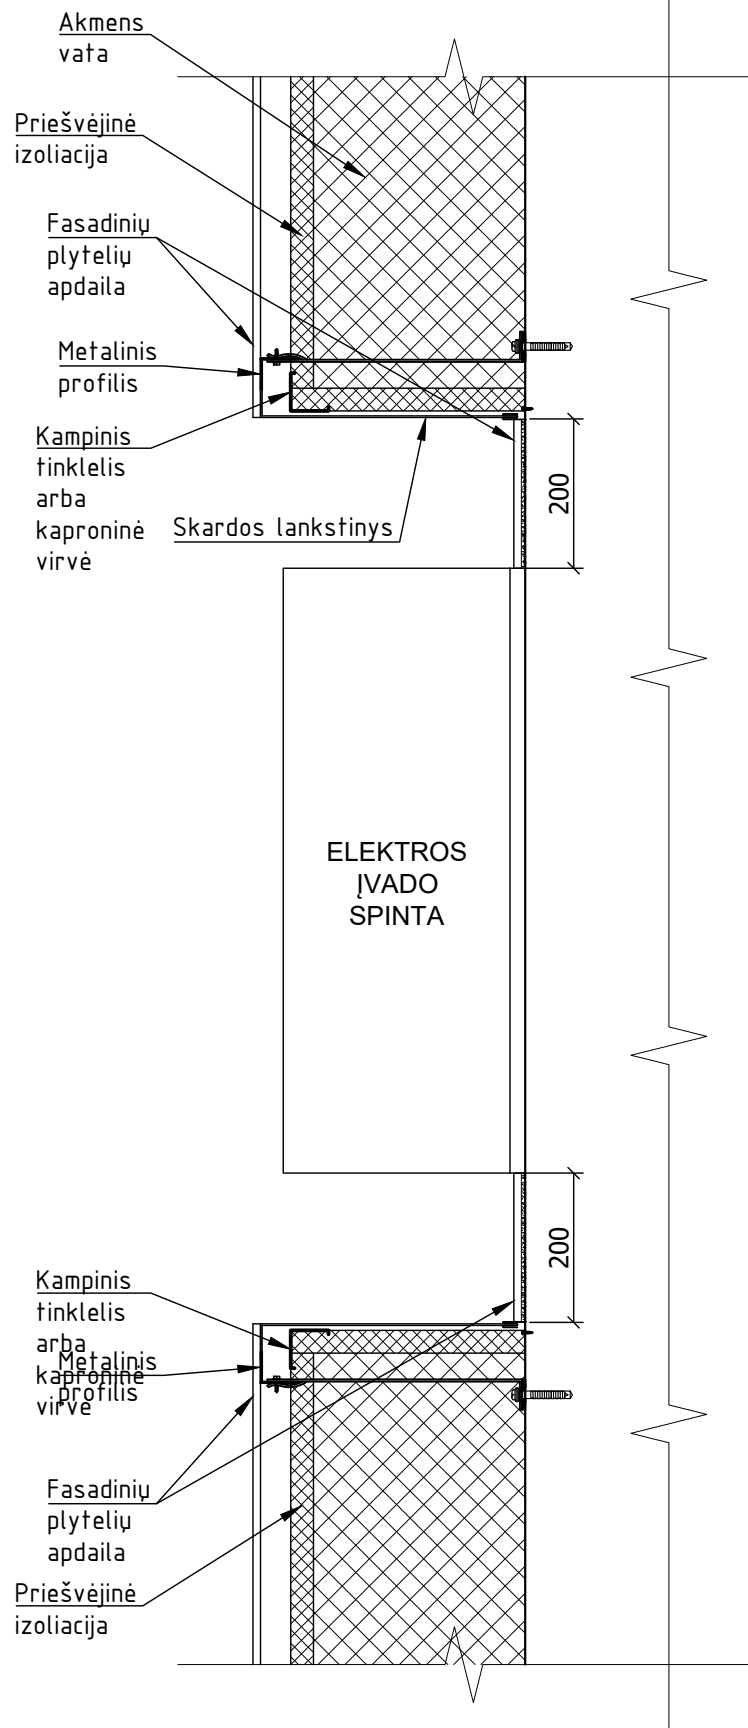 Akmens
vata
Priešvėjinė
izoliacija
Fasadinių
plytelių
apdaila
Metalinis
profilis
Kampinis
tinklelis
arba
kaproninė
virvė
Skardos lankstinys
200
ELEKTROS
ĮVADO
SPINTA
200
Kampinis
tinklelis
arba
kaproninė
virvė
Metalinis
profilis
Fasadinių
plytelių
apdaila
Priešvėjinė
izoliacija